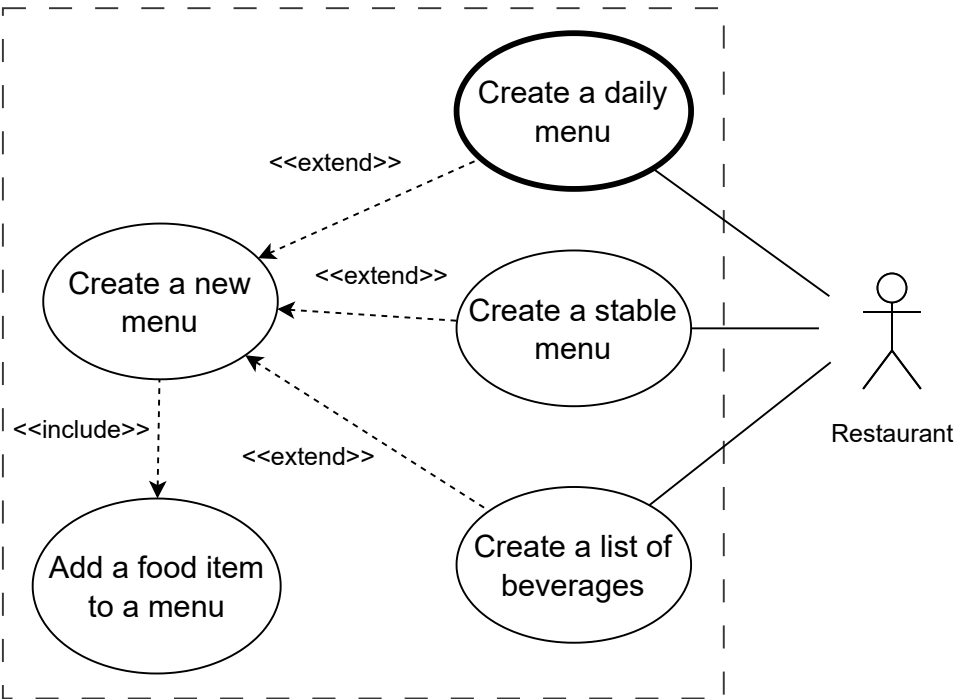 Create a daily
menu
<<extend>>
Create a new
menu
<<extend>>
Create a stable
menu
Restaurant
<<include>>
<<extend>>
Add a food item
to a menu
Create a list of
beverages